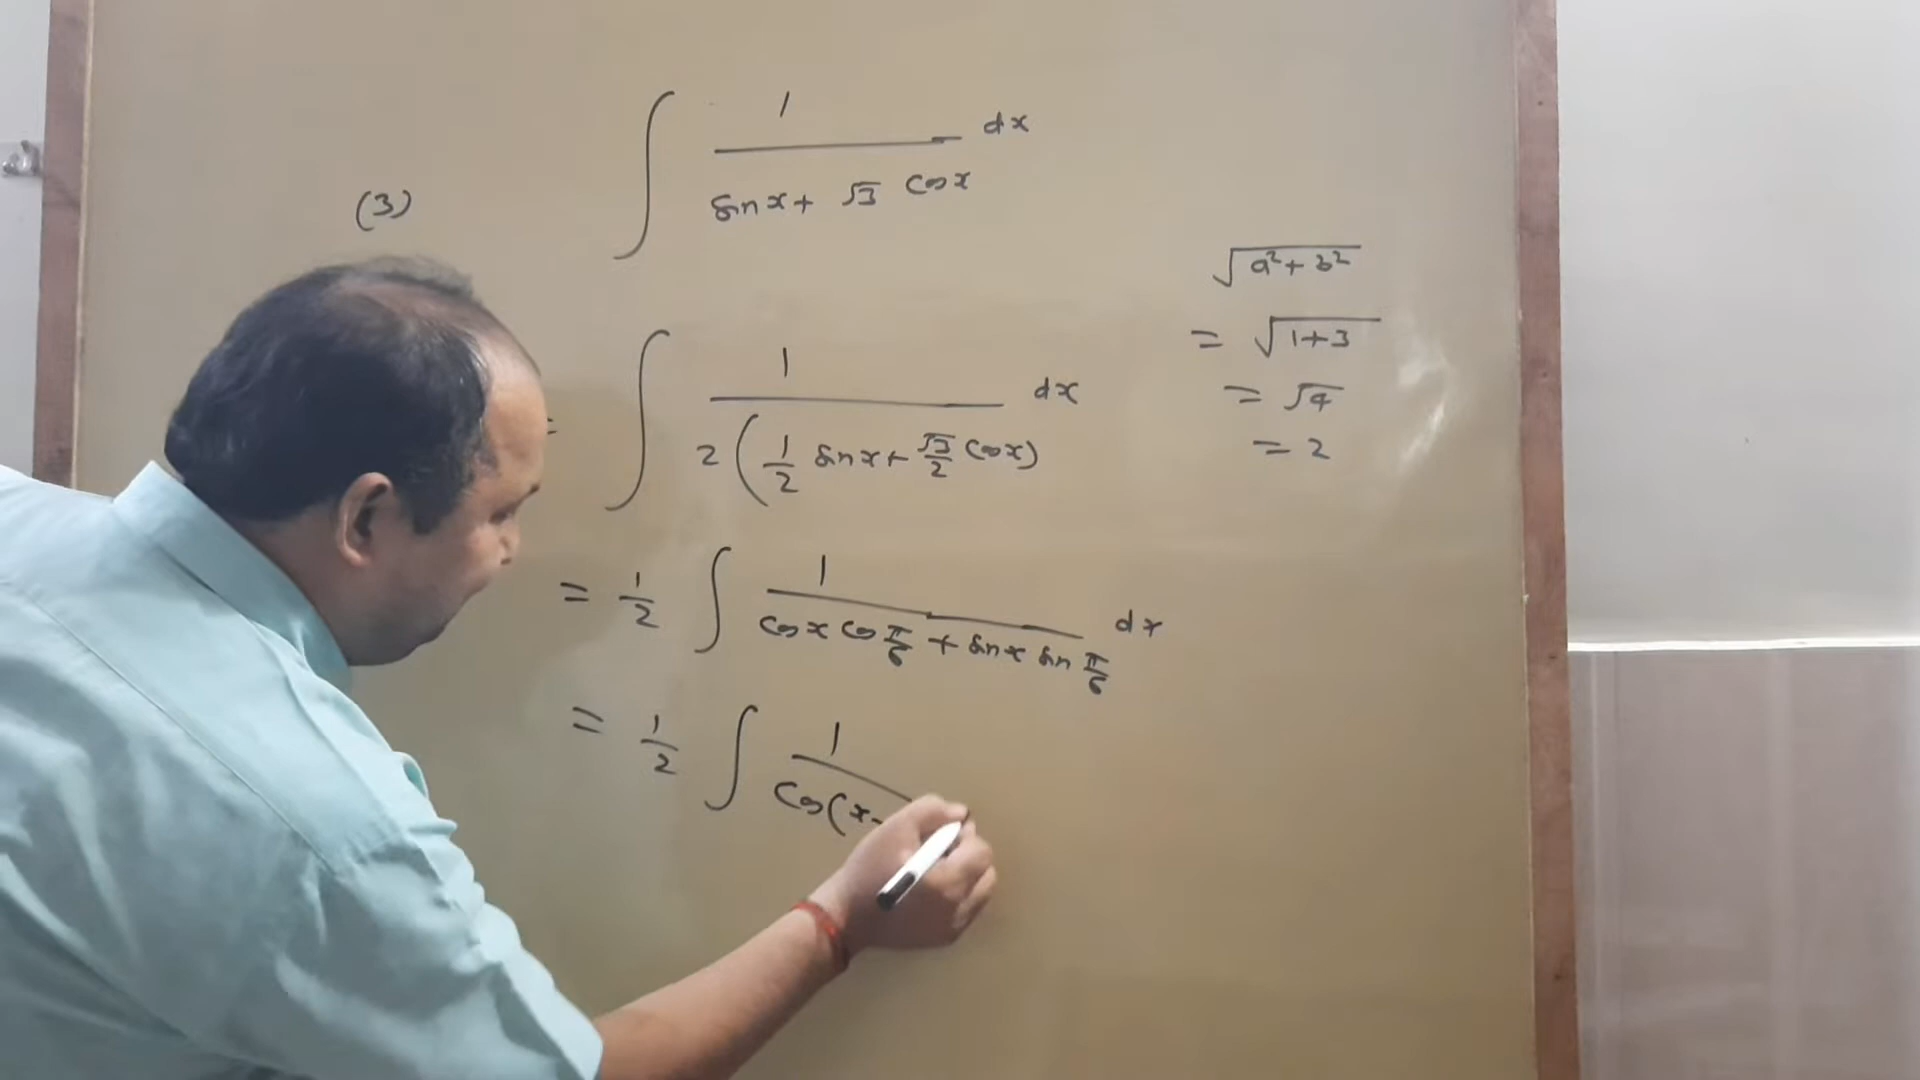 (3) ∫ 1/(sin x + √3 cos x) dx
= ∫ 1/(2(1/2 sin x + √3/2 cos x)) dx
= 1/2 ∫ 1/(cos x cos π/6 + sin x sin π/6) dx
= 1/2 ∫ 1/cos(x-
√(a² + b²)
= √(1+3)
= √4
= 2